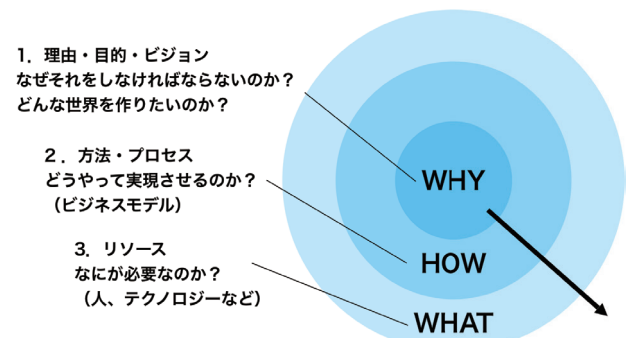 1．理由・目的・ビジョン
なぜそれをしなければならないのか？
どんな世界を作りたいのか？
2．方法・プロセス
どうやって実現させるのか？
（ビジネスモデル）
3．リソース
なにが必要なのか？
（人、テクノロジーなど）
WHY
HOW
WHAT